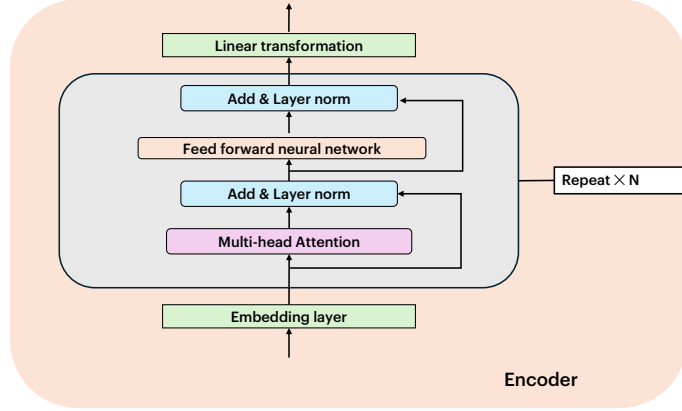 Linear transformation
Add & Layer norm
Feed forward neural network
Add & Layer norm
Repeat × N
Multi-head Attention
Embedding layer
Encoder